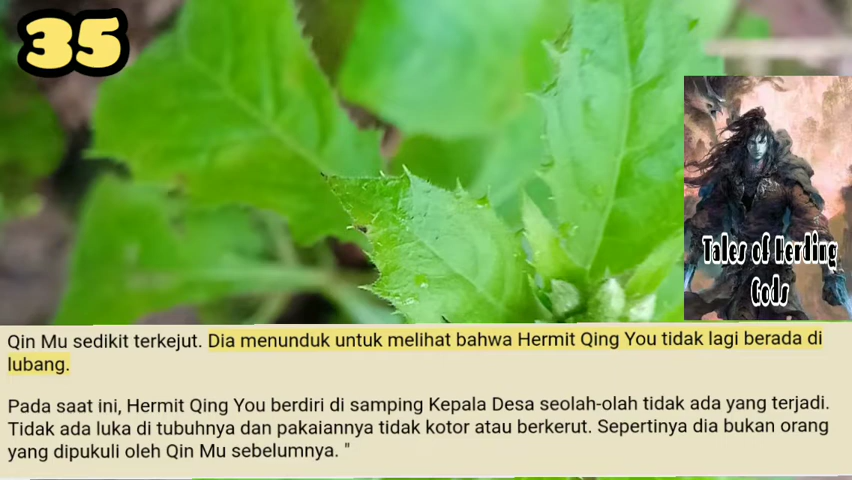 35
Tales of Herding
Gods
Qin Mu sedikit terkejut. Dia menunduk untuk melihat bahwa Hermit Qing You tidak lagi berada di
lubang.
Pada saat ini, Hermit Qing You berdiri di samping Kepala Desa seolah-olah tidak ada yang terjadi.
Tidak ada luka di tubuhnya dan pakaiannya tidak kotor atau berkerut. Sepertinya dia bukan orang
yang dipukuli oleh Qin Mu sebelumnya. "